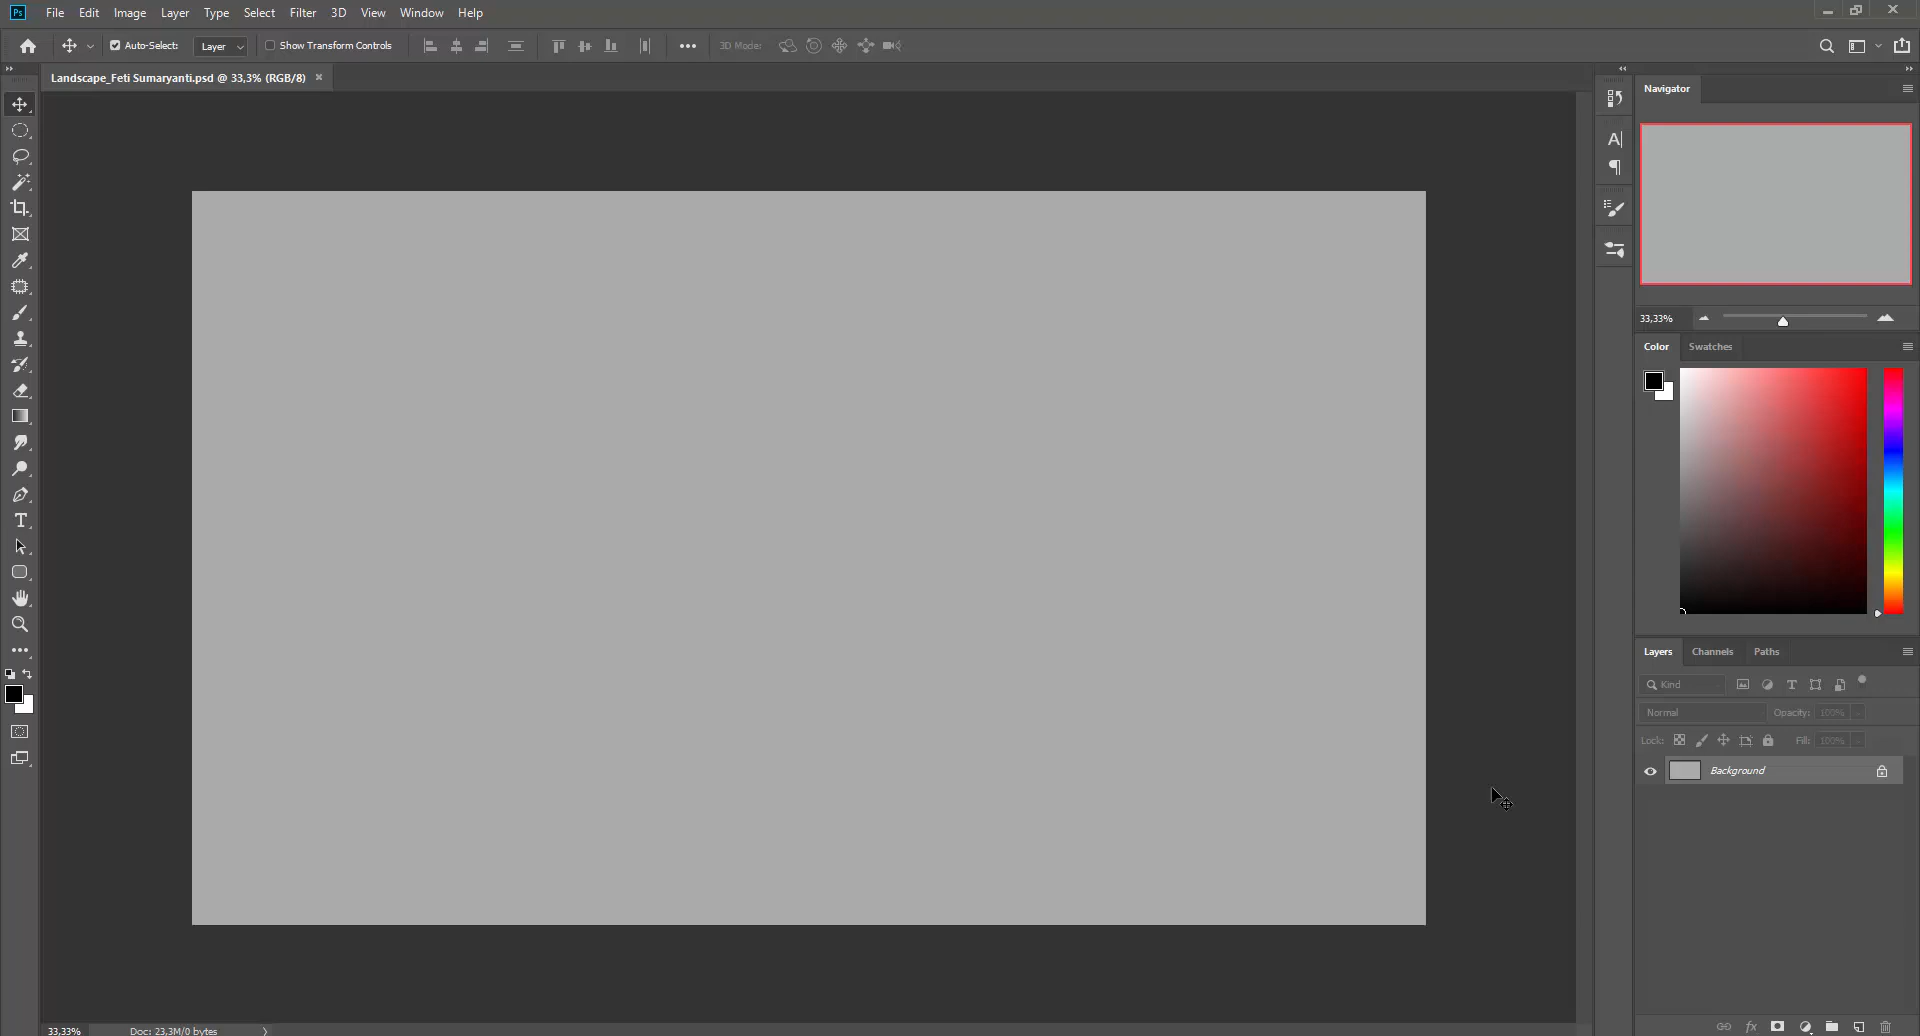 Ps File Edit Image Layer Type Select Filter 3D View Window Help
Auto-Select: Layer Show Transform Controls 3D Mode:
Landscape_Feti Sumaryanti.psd @ 33,3% (RGB/8) ×
Navigator
33,33%
Color Swatches
Layers Channels Paths
Kind
Normal Opacity: 100%
Lock: Fill: 100%
Background
33,33% Doc: 23,3M/0 bytes